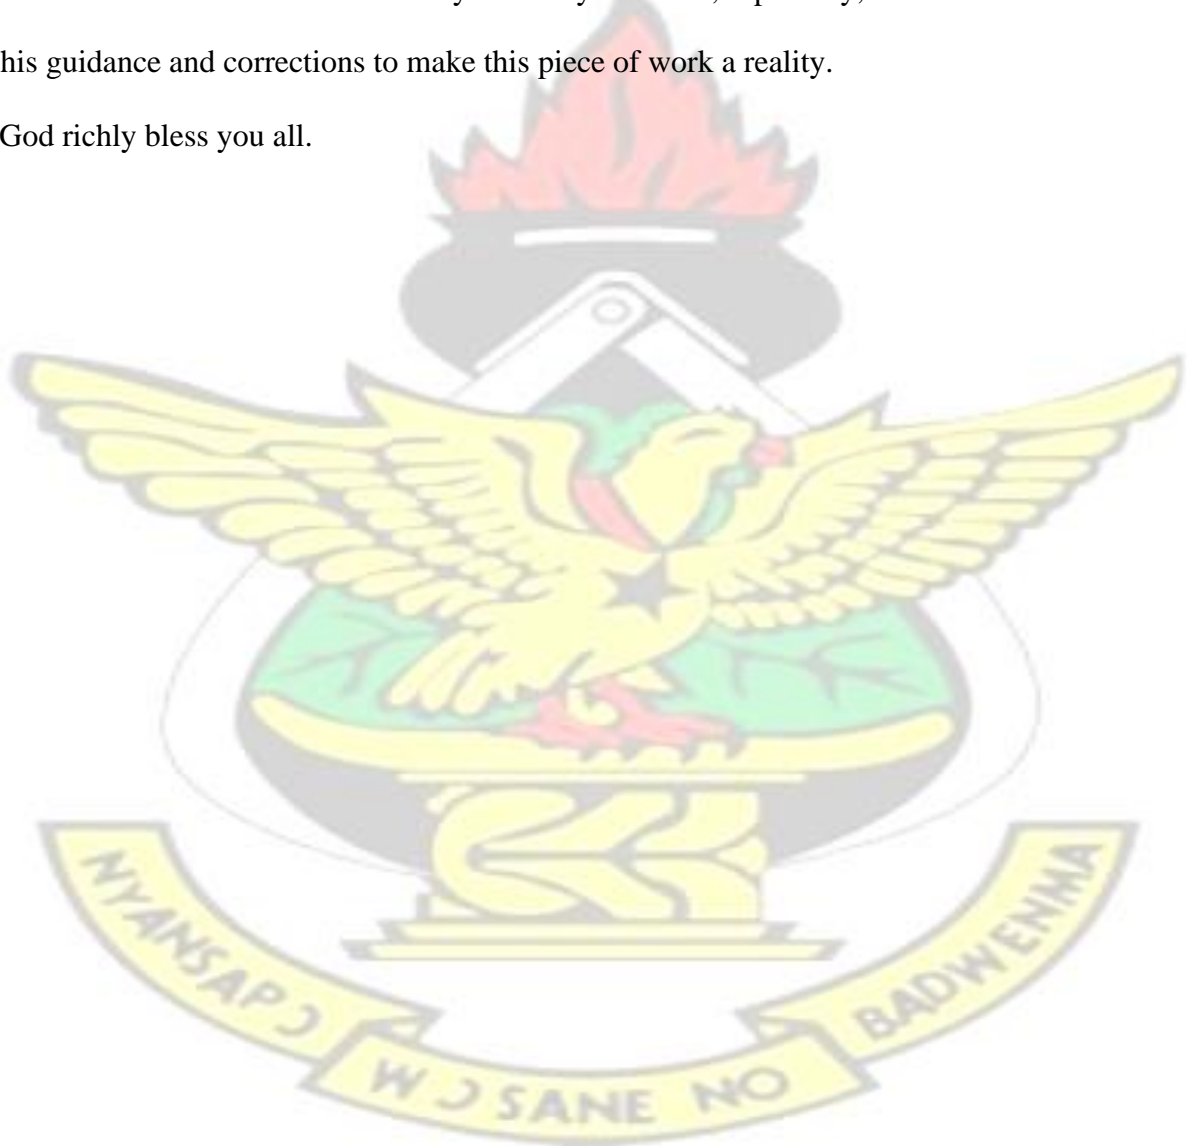 his guidance and corrections to make this piece of work a reality.
God richly bless you all.
NYANSAPƆ
WƆSANE NO
BADWENMA